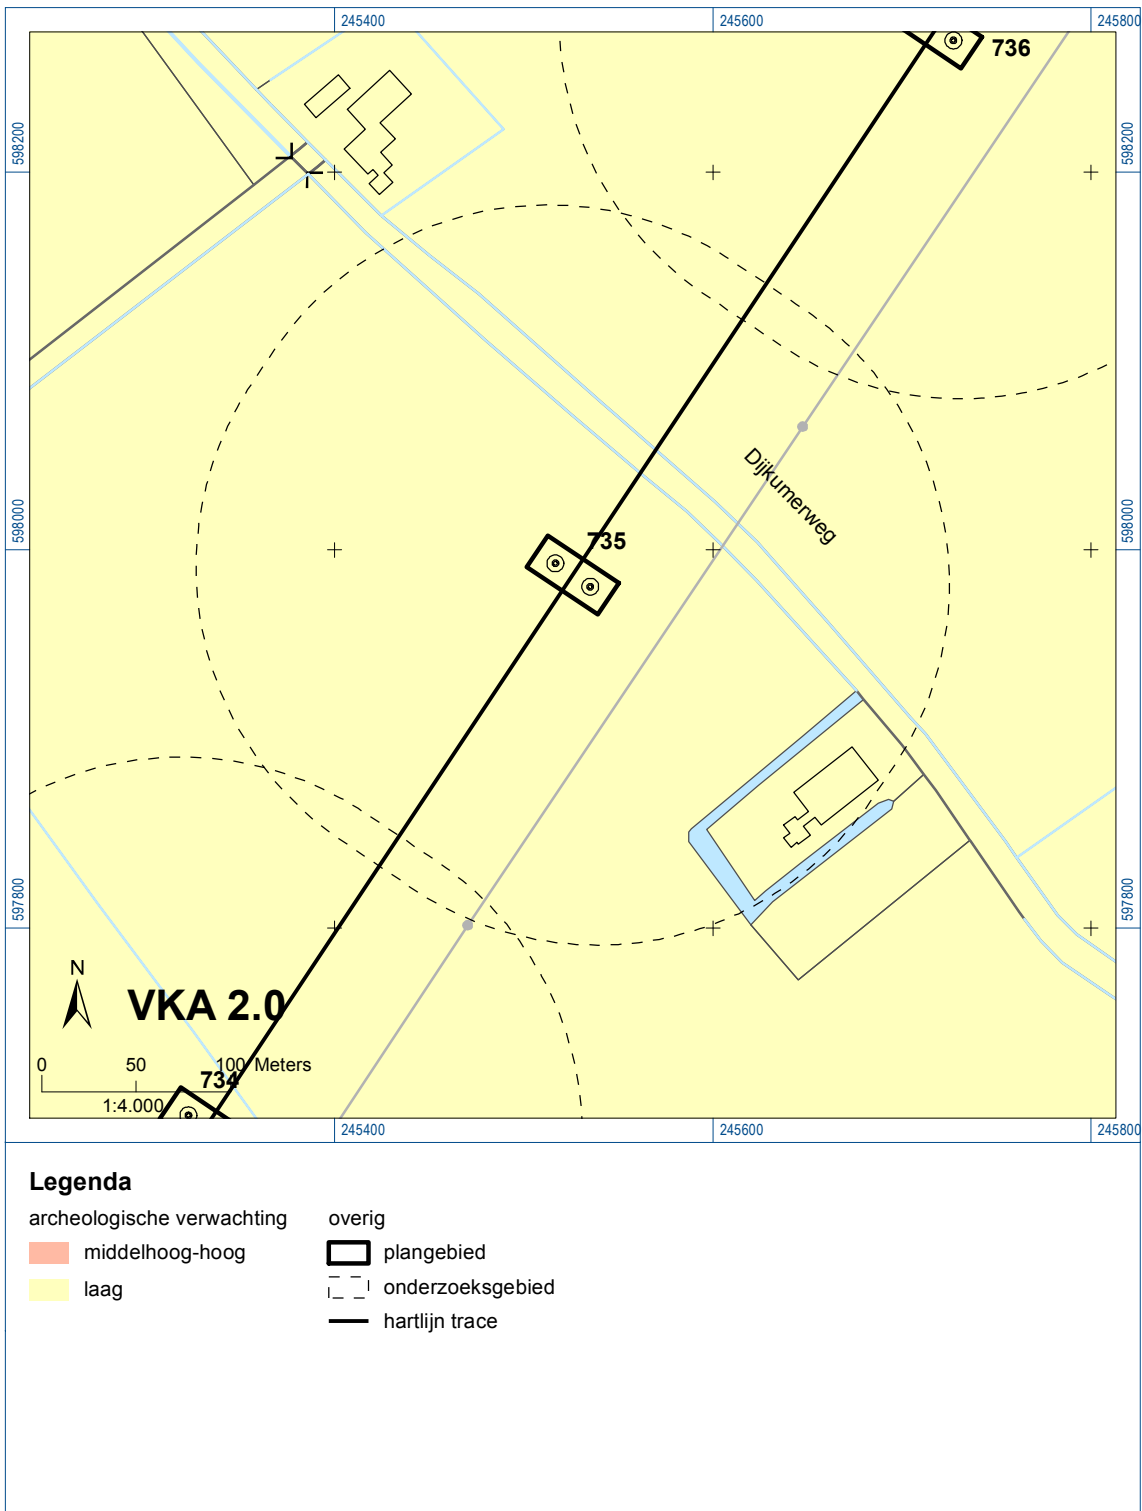 245400
245600
245800
736
598200
598200
Dijkumerweg
598000
735
598000
597800
597800
N
VKA 2.0
0 50 100 Meters
734
1:4.000
245400
245600
245800
Legenda
archeologische verwachting
overig
middelhoog-hoog
plangebied
laag
onderzoeksgebied
hartlijn trace